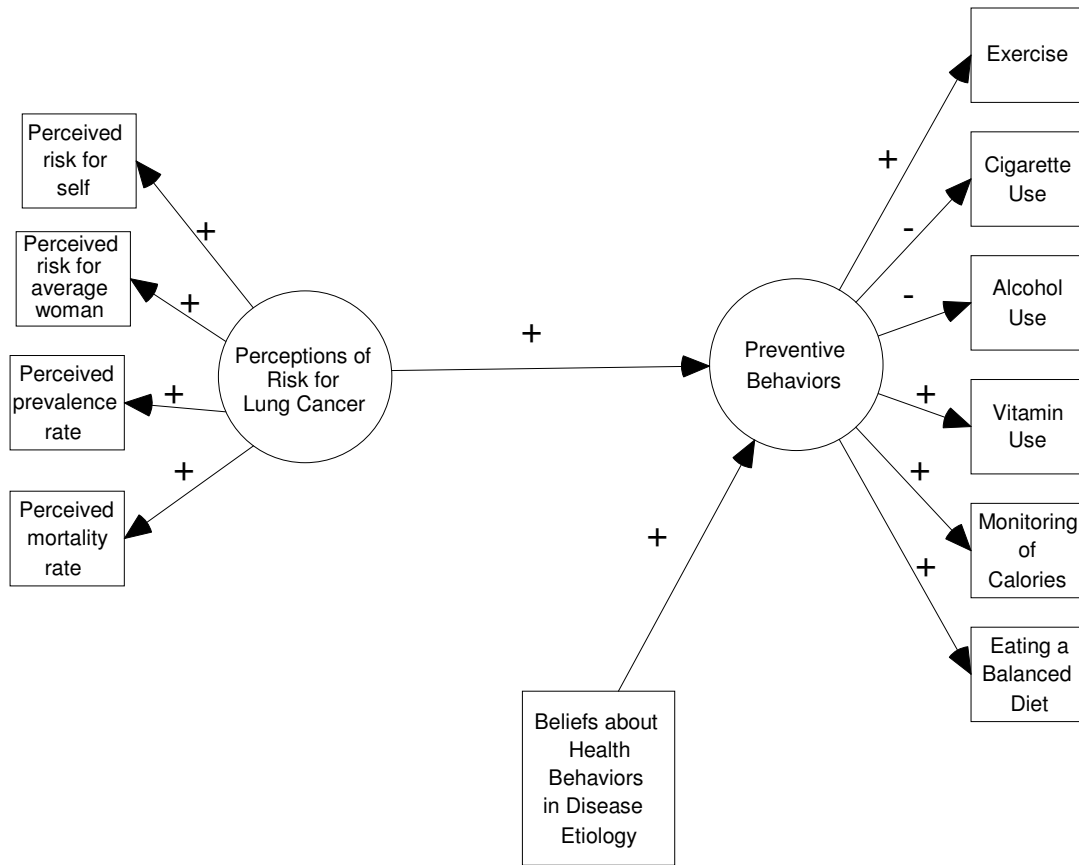 Perceived
risk for
self
+
Perceived
risk for
average
woman
+
Perceived
prevalence
rate
+
Perceived
mortality
rate
+
Perceptions of
Risk for
Lung Cancer
+
Preventive
Behaviors
+
Beliefs about
Health
Behaviors
in Disease
Etiology
+
Exercise
-
Cigarette
Use
-
Alcohol
Use
+
Vitamin
Use
+
Monitoring
of
Calories
+
Eating a
Balanced
Diet